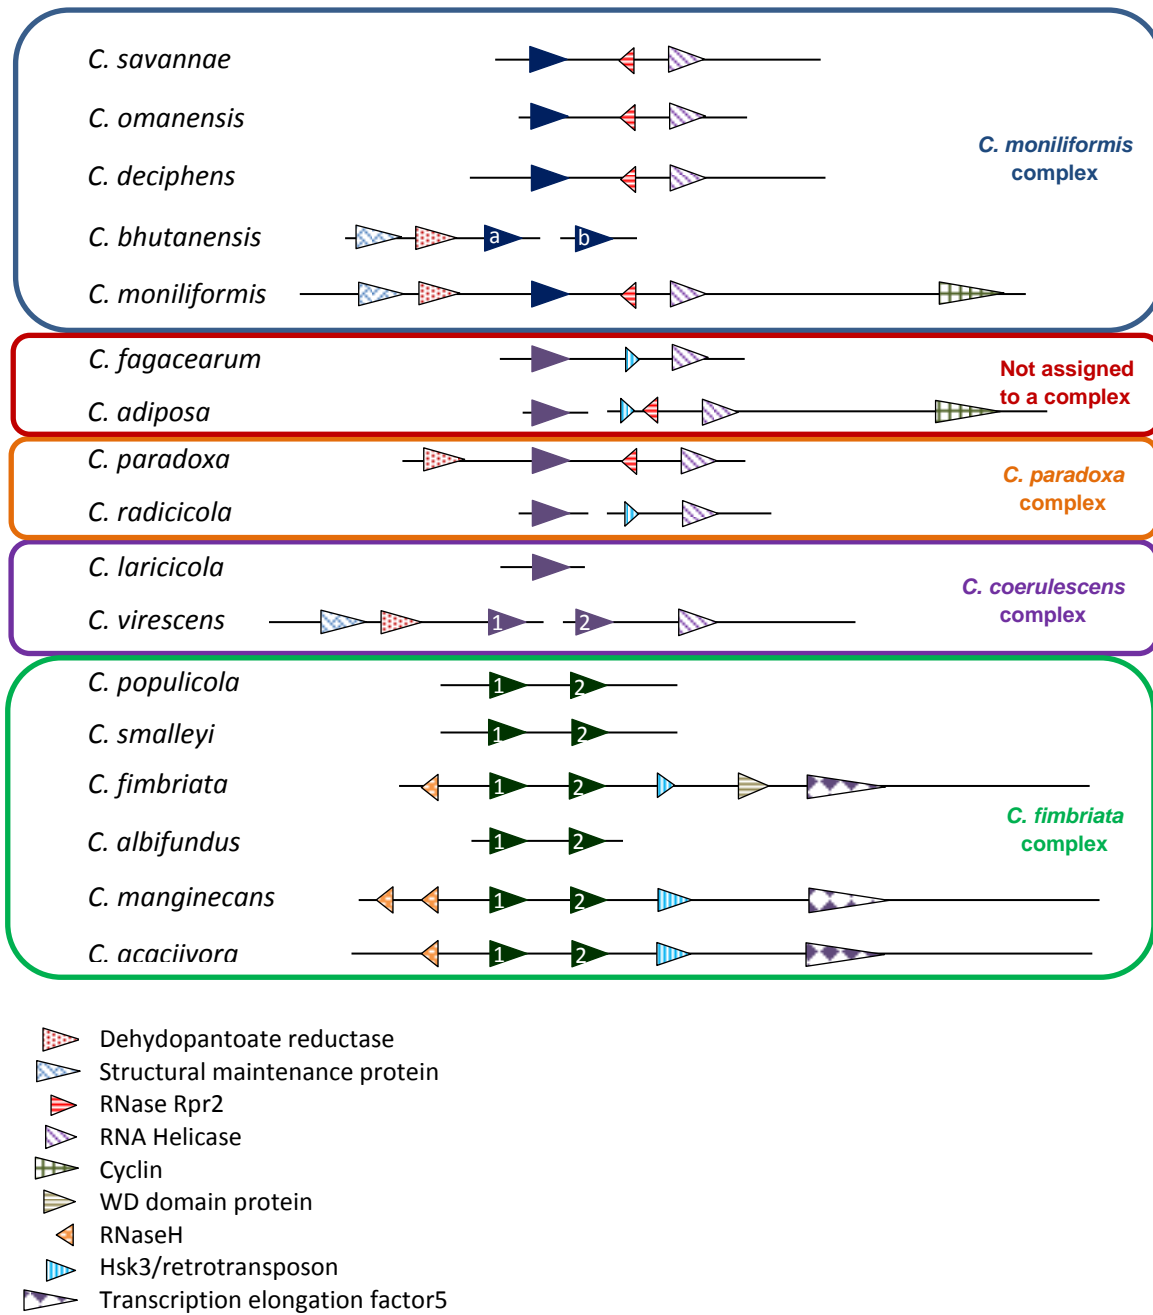 C. savannae
C. omanensis
C. deciphens
C. moniliformis
complex
C. bhutanensis
a b
C. moniliformis
C. fagacearum
C. adiposa
Not assigned
to a complex
C. paradoxa
C. radicicola
C. paradoxa
complex
C. laricicola
C. virescens
1 2
C. coerulescens
complex
C. populicola
1 2
C. smalleyi
1 2
C. fimbriata
1 2
C. albifundus
1 2
C. fimbriata
complex
C. manginecans
1 2
C. acaciivora
1 2
Dehydopantoate reductase
Structural maintenance protein
RNase Rpr2
RNA Helicase
Cyclin
WD domain protein
RNaseH
Hsk3/retrotransposon
Transcription elongation factor5